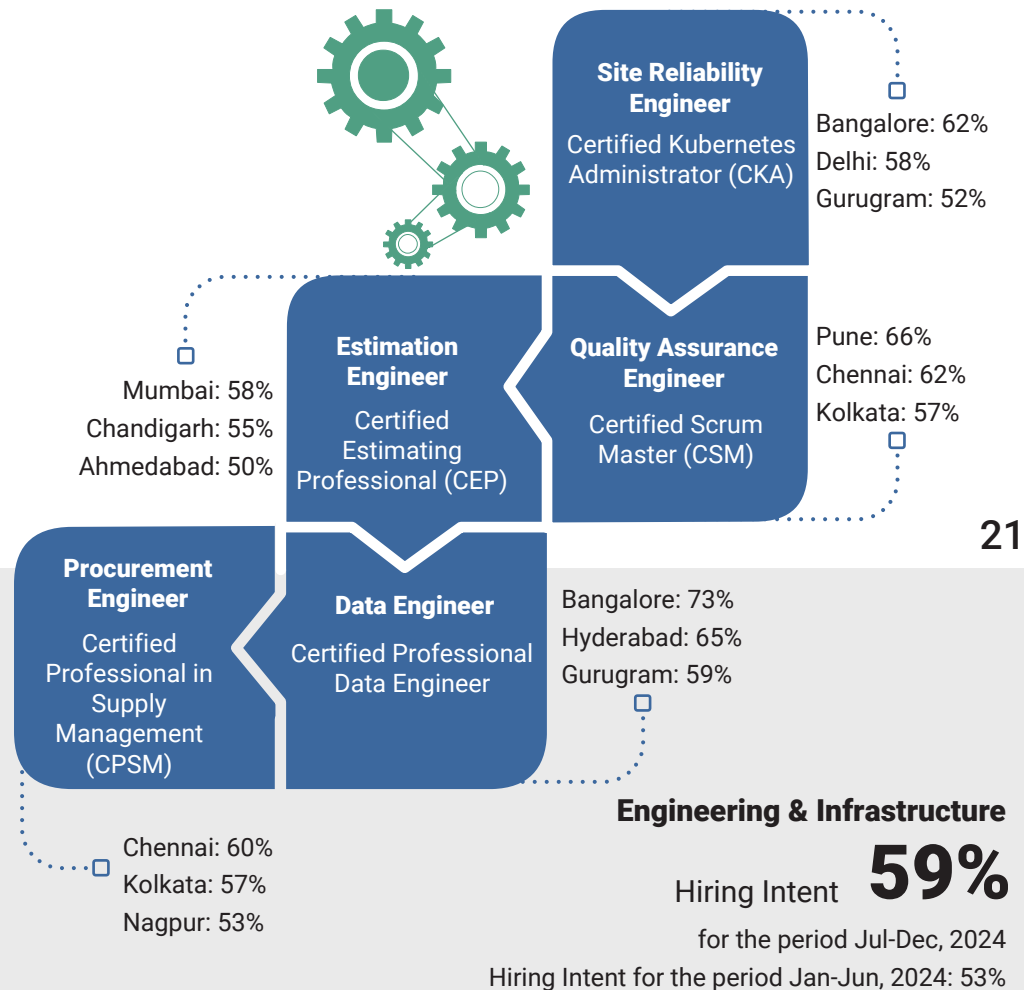 Site Reliability
Engineer
Certified Kubernetes
Administrator (CKA)
Bangalore: 62%
Delhi: 58%
Gurugram: 52%
Quality Assurance
Engineer
Certified Scrum
Master (CSM)
Pune: 66%
Chennai: 62%
Kolkata: 57%
Estimation
Engineer
Certified
Estimating
Professional (CEP)
Mumbai: 58%
Chandigarh: 55%
Ahmedabad: 50%
21
Data Engineer
Certified Professional
Data Engineer
Bangalore: 73%
Hyderabad: 65%
Gurugram: 59%
Procurement
Engineer
Certified
Professional in
Supply
Management
(CPSM)
Chennai: 60%
Kolkata: 57%
Nagpur: 53%
Engineering & Infrastructure
Hiring Intent 59%
for the period Jul-Dec, 2024
Hiring Intent for the period Jan-Jun, 2024: 53%